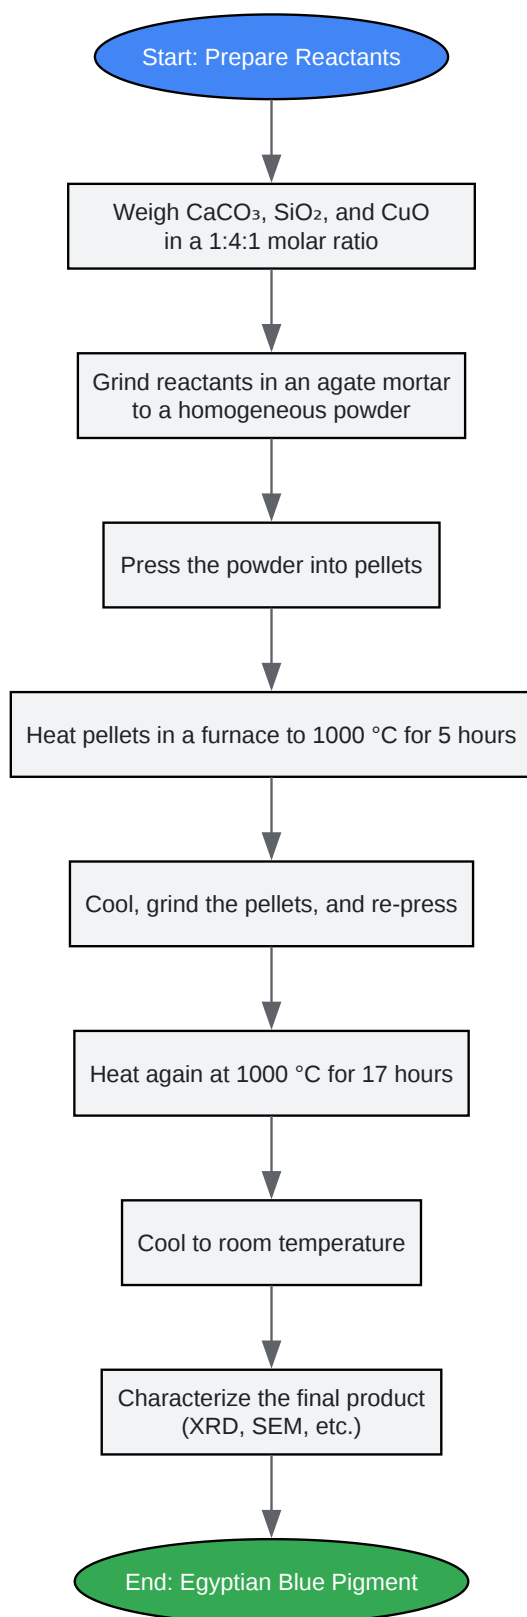 Start: Prepare Reactants
Weigh CaCO₃, SiO₂, and CuO
in a 1:4:1 molar ratio
Grind reactants in an agate mortar
to a homogeneous powder
Press the powder into pellets
Heat pellets in a furnace to 1000 °C for 5 hours
Cool, grind the pellets, and re-press
Heat again at 1000 °C for 17 hours
Cool to room temperature
Characterize the final product
(XRD, SEM, etc.)
End: Egyptian Blue Pigment